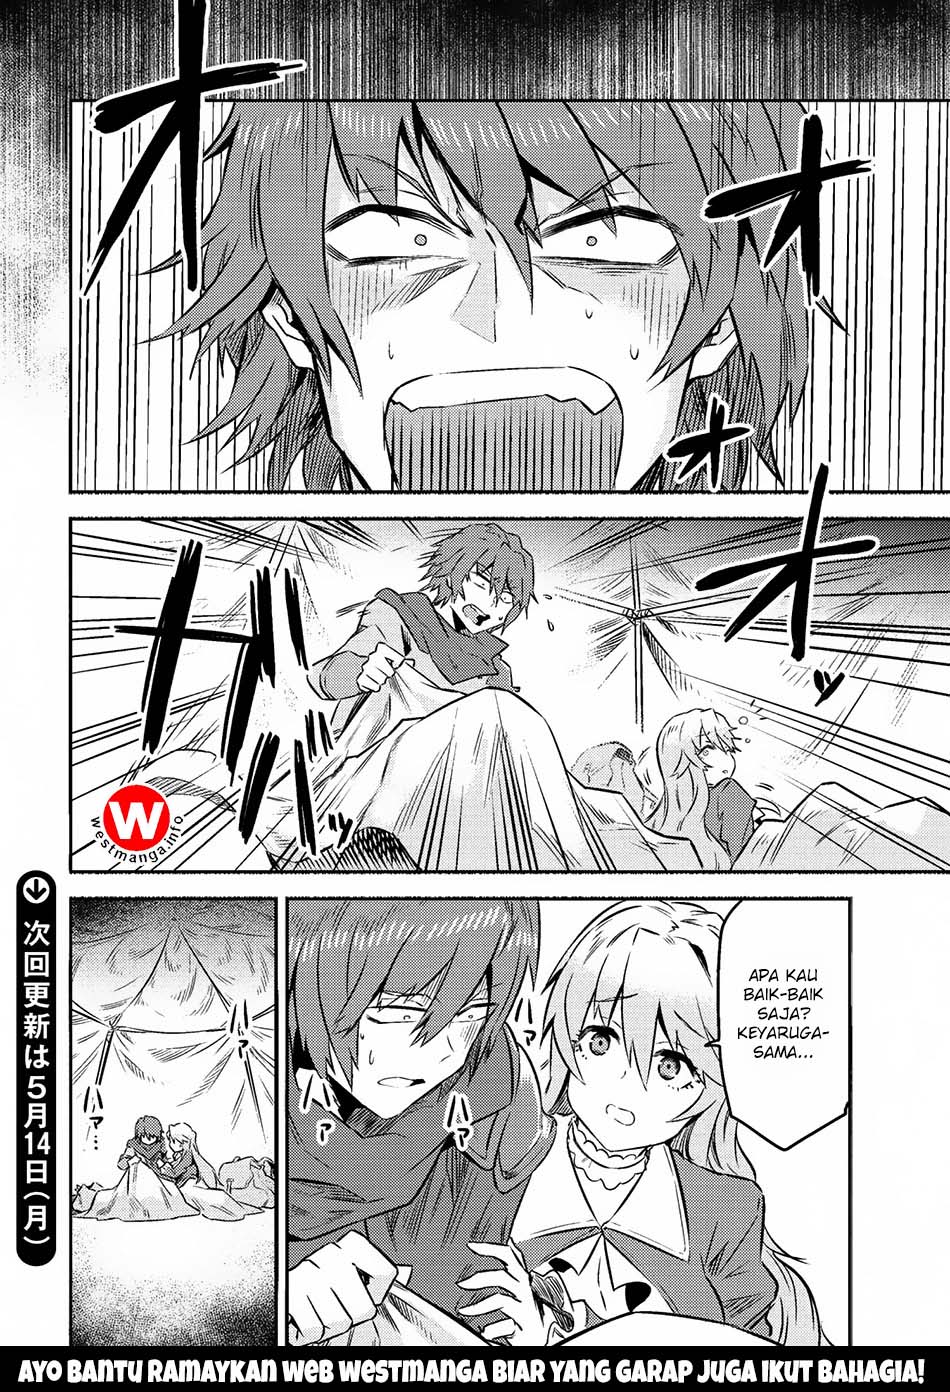 オ
オ
オ
オ
ガバッ
W
westmanga.info
APA KAU
BAIK-BAIK
SAJA?
KEYARUGA-
SAMA...
ハァ
ハァ
ハァ
ハァ…
次回更新は5月14日(月)
AYO BANTU RAMAYKAN WEB WESTMANGA BIAR YANG GARAP JUGA IKUT BAHAGIA!